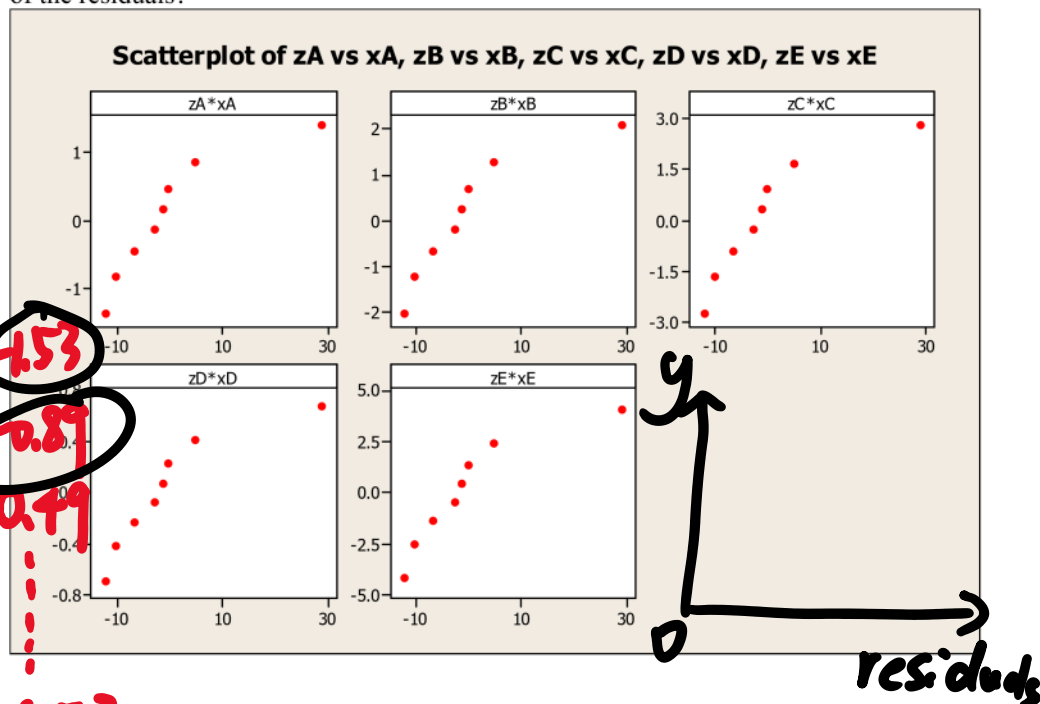 of the residuals?
Scatterplot of zA vs xA, zB vs xB, zC vs xC, zD vs xD, zE vs xE
zA*xA
zB*xB
zC*xC
1
0
-1
2
1
0
-1
-2
3.0
1.5
0.0
-1.5
-3.0
-10 10 30
-10 10 30
-10 10 30
-1.53
-0.89
0.49
zD*xD
zE*xE
-0.4
-0.8
5.0
2.5
0.0
-2.5
-5.0
-10 10 30
-10 10 30
y
0
residuals